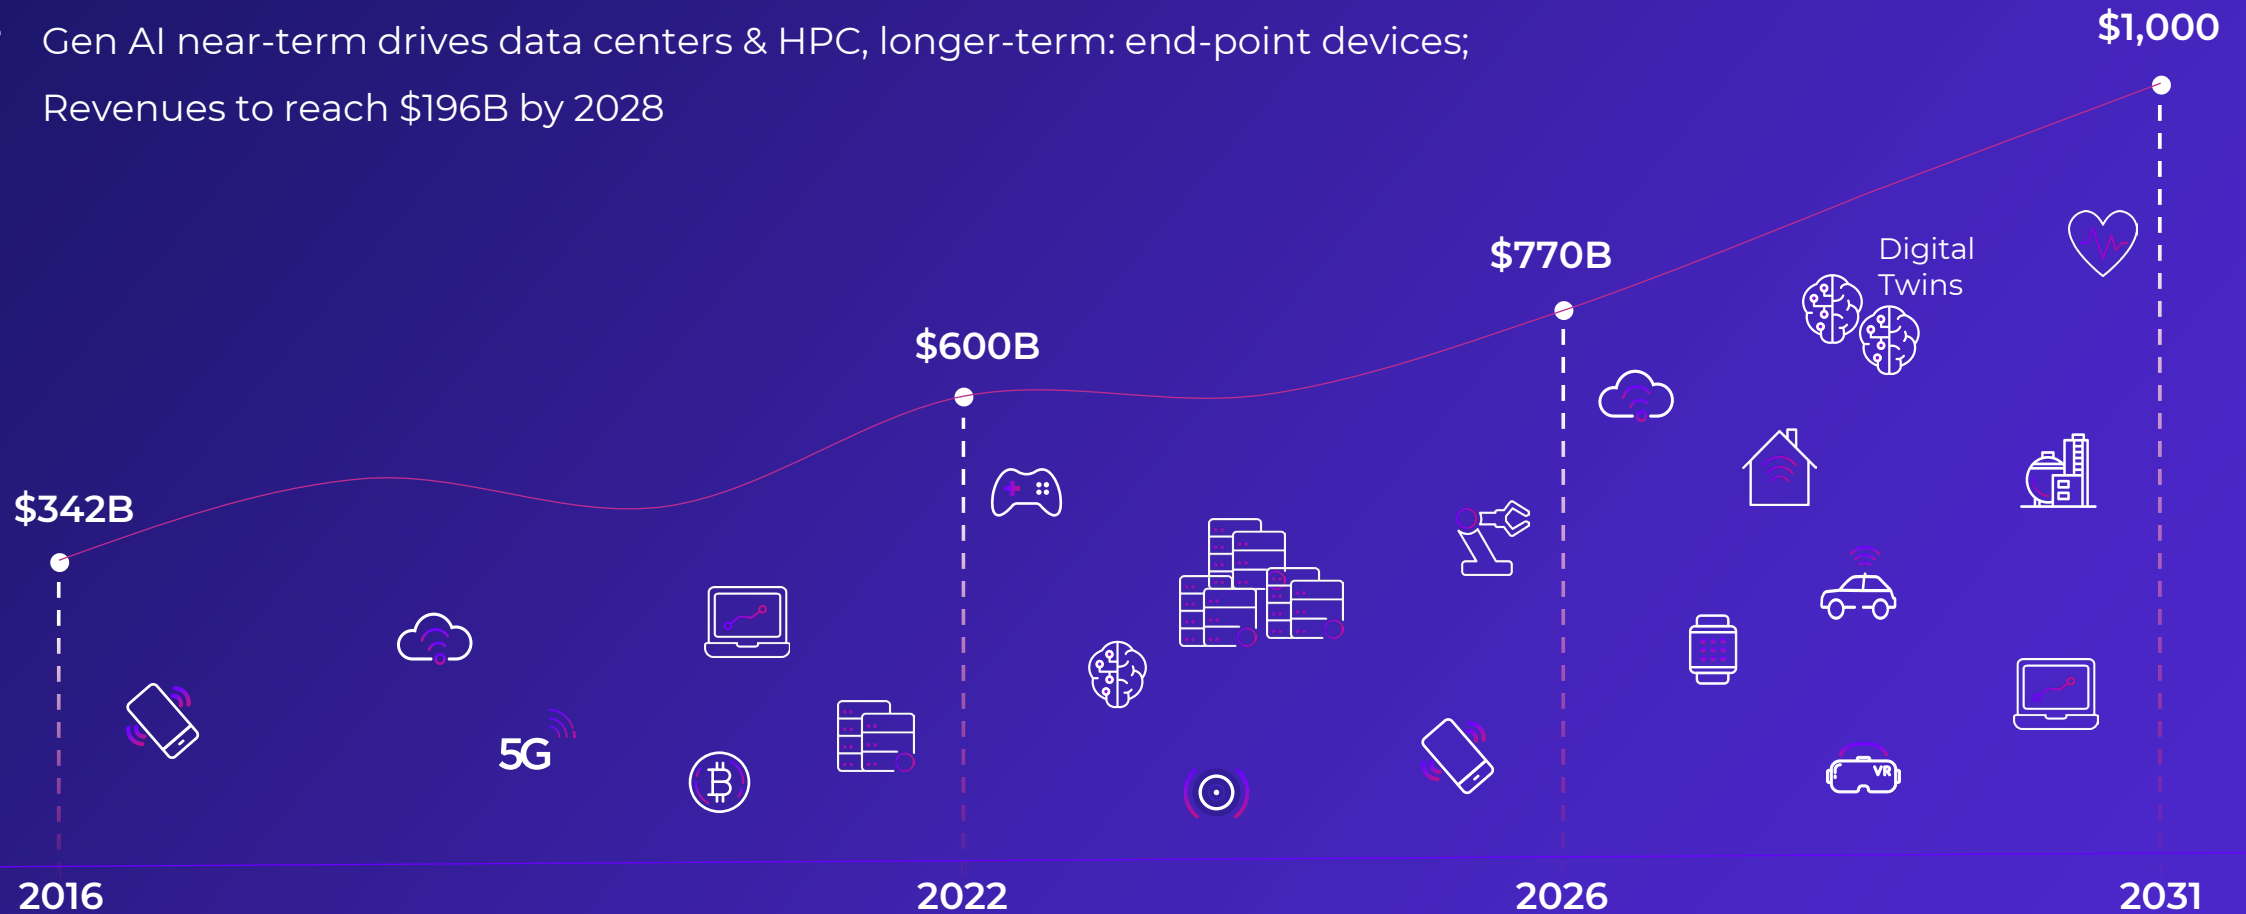 Gen AI near-term drives data centers & HPC, longer-term: end-point devices;
Revenues to reach $196B by 2028
$1,000
$770B
Digital
Twins
$600B
$342B
5G
VR
2016
2022
2026
2031